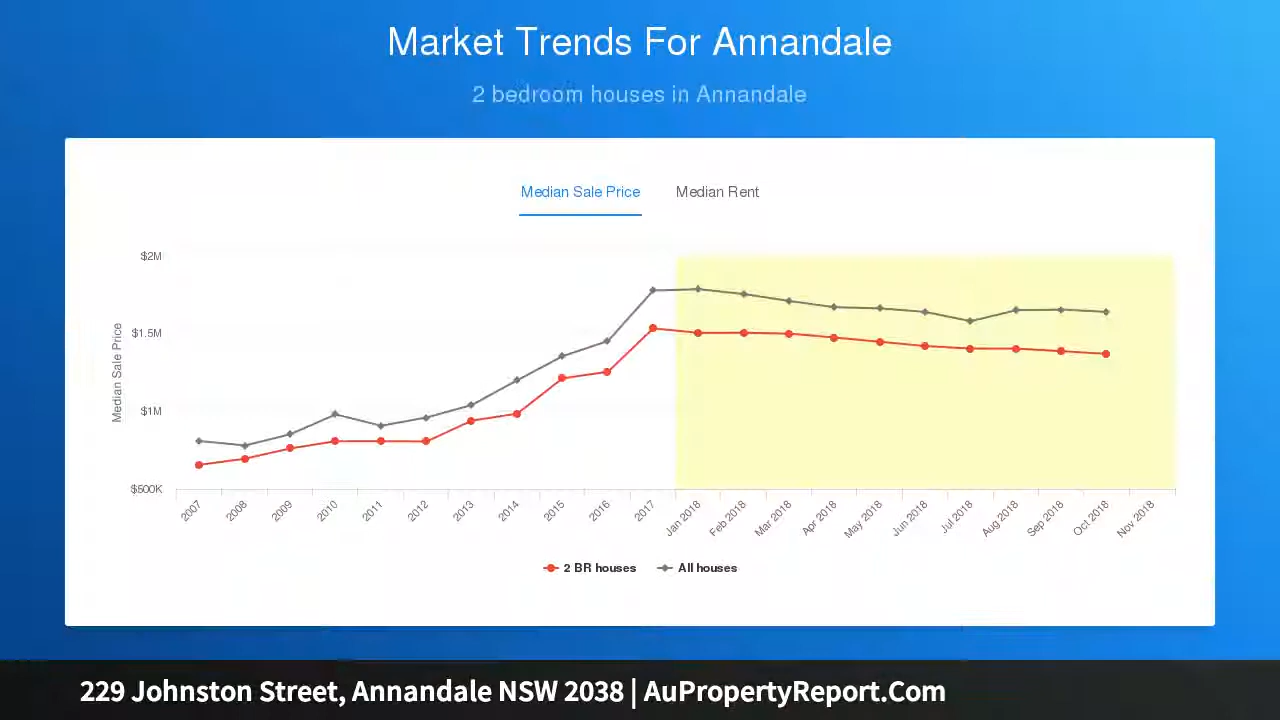 Market Trends For Annandale
2 bedroom houses in Annandale
Median Sale Price Median Rent
Median Sale Price
$2M
$1.5M
$1M
$500K
2007 2008 2009 2010 2011 2012 2013 2014 2015 2016 2017 Jan 2018 Feb 2018 Mar 2018 Apr 2018 May 2018 Jun 2018 Jul 2018 Aug 2018 Sep 2018 Oct 2018 Nov 2018
2 BR houses All houses
229 Johnston Street, Annandale NSW 2038 | AuPropertyReport.Com